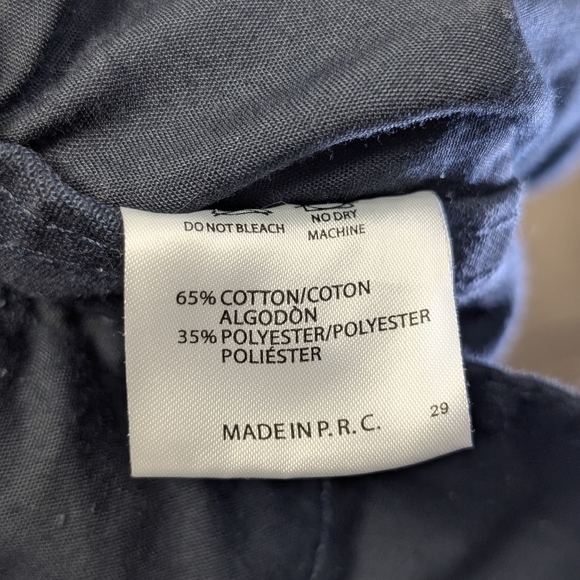 DO NOT BLEACH
NO DRY
MACHINE
65% COTTON/COTON
ALGODÒN
35% POLYESTER/POLYESTER
POLIÉSTER
MADE IN P. R. C.
29